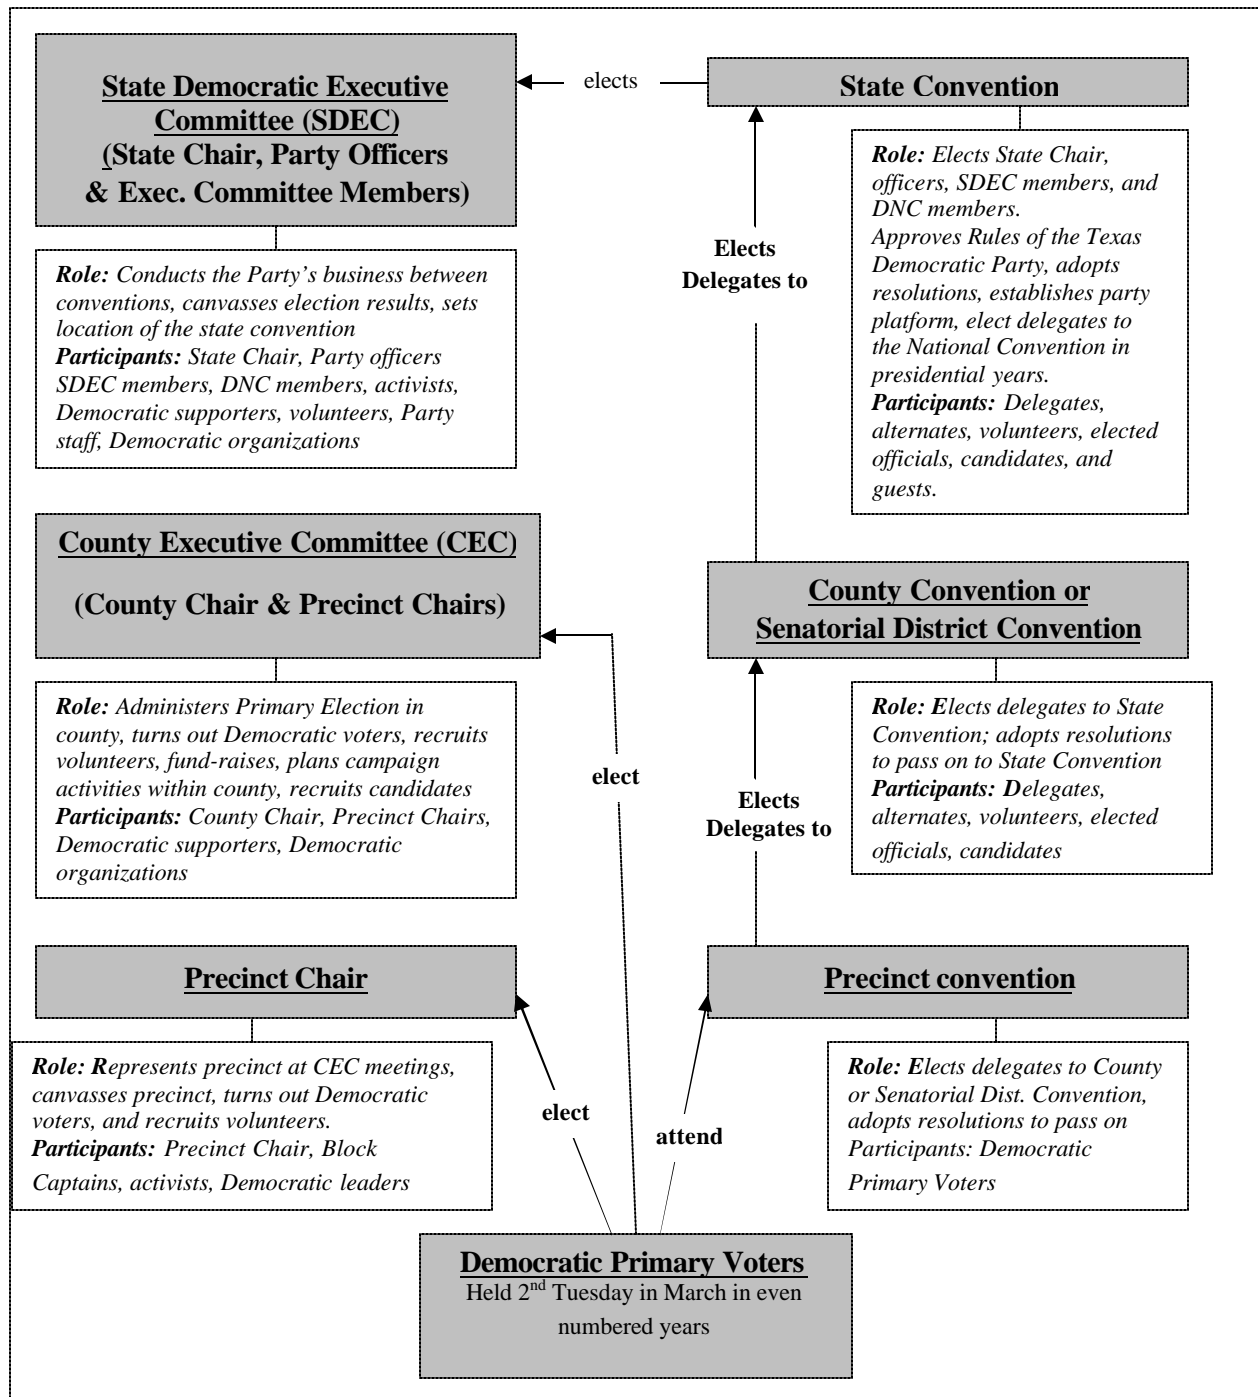 State Democratic Executive
Committee (SDEC)
(State Chair, Party Officers
& Exec. Committee Members)
elects
State Convention
Role: Conducts the Party's business between
conventions, canvasses election results, sets
location of the state convention
Participants: State Chair, Party officers
SDEC members, DNC members, activists,
Democratic supporters, volunteers, Party
staff, Democratic organizations
Elects
Delegates to
Role: Elects State Chair,
officers, SDEC members, and
DNC members.
Approves Rules of the Texas
Democratic Party, adopts
resolutions, establishes party
platform, elect delegates to
the National Convention in
presidential years.
Participants: Delegates,
alternates, volunteers, elected
officials, candidates, and
guests.
County Executive Committee (CEC)
(County Chair & Precinct Chairs)
County Convention or
Senatorial District Convention
Role: Administers Primary Election in
county, turns out Democratic voters, recruits
volunteers, fund-raises, plans campaign
activities within county, recruits candidates
Participants: County Chair, Precinct Chairs,
Democratic supporters, Democratic
organizations
elect
Elects
Delegates to
Role: Elects delegates to State
Convention; adopts resolutions
to pass on to State Convention
Participants: Delegates,
alternates, volunteers, elected
officials, candidates
Precinct Chair
Precinct convention
Role: Represents precinct at CEC meetings,
canvasses precinct, turns out Democratic
voters, and recruits volunteers.
Participants: Precinct Chair, Block
Captains, activists, Democratic leaders
elect
attend
Role: Elects delegates to County
or Senatorial Dist. Convention,
adopts resolutions to pass on
Participants: Democratic
Primary Voters
Democratic Primary Voters
Held 2nd Tuesday in March in even
numbered years